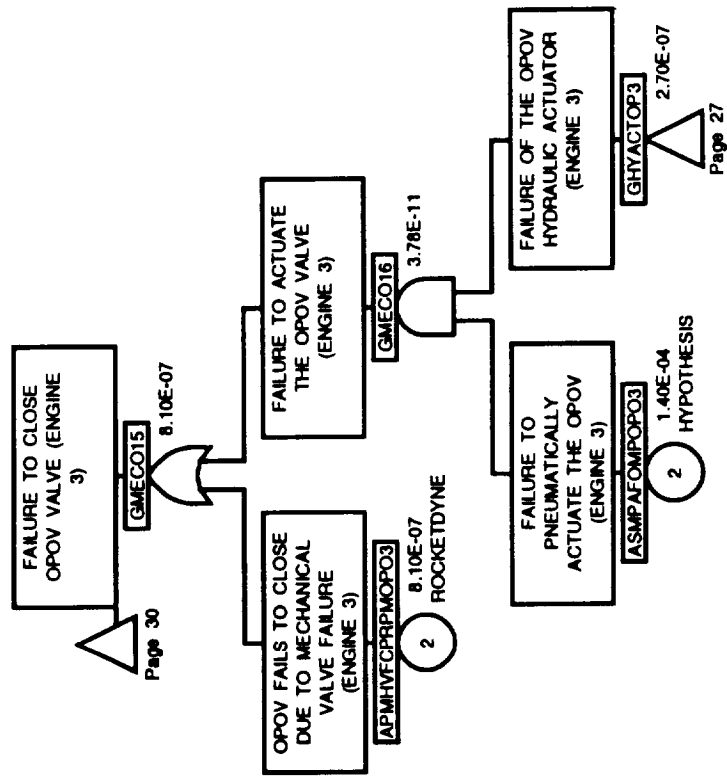 FAILURE TO CLOSE
OPOV VALVE (ENGINE
3)
GMECO15
8.10E-07
Page 30
OPOV FAILS TO CLOSE
DUE TO MECHANICAL
VALVE FAILURE
(ENGINE 3)
APMHVFCPRPMOPO3
8.10E-07
ROCKETDYNE
2
FAILURE TO ACTUATE
THE OPOV VALVE
(ENGINE 3)
GMECO16
3.78E-11
FAILURE TO
PNEUMATICALLY
ACTUATE THE OPOV
(ENGINE 3)
ASMPAFOMPOPO3
1.40E-04
HYPOTHESIS
2
FAILURE OF THE OPOV
HYDRAULIC ACTUATOR
(ENGINE 3)
GHYACTOP3
2.70E-07
Page 27